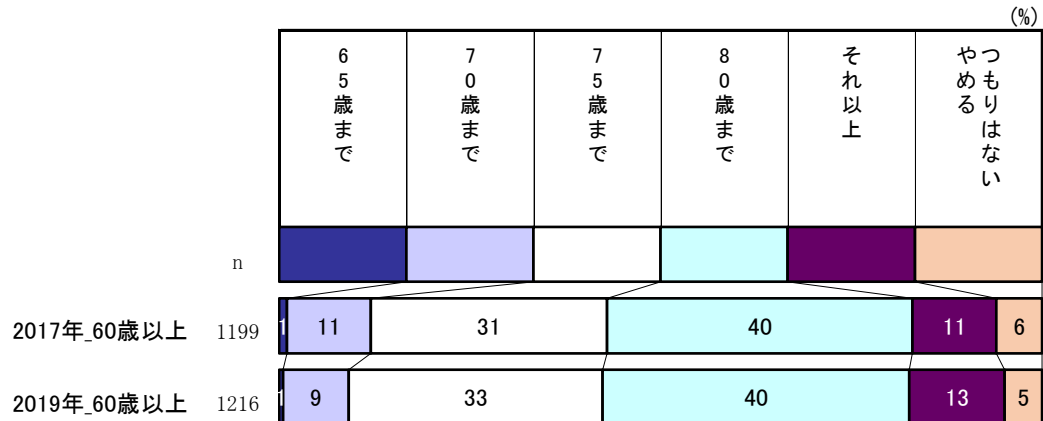 (%)
65歳まで
70歳まで
75歳まで
80歳まで
それ以上
やめる
つもりはない
n
2017年_60歳以上 1199 1 11 31 40 11 6
2019年_60歳以上 1216 1 9 33 40 13 5